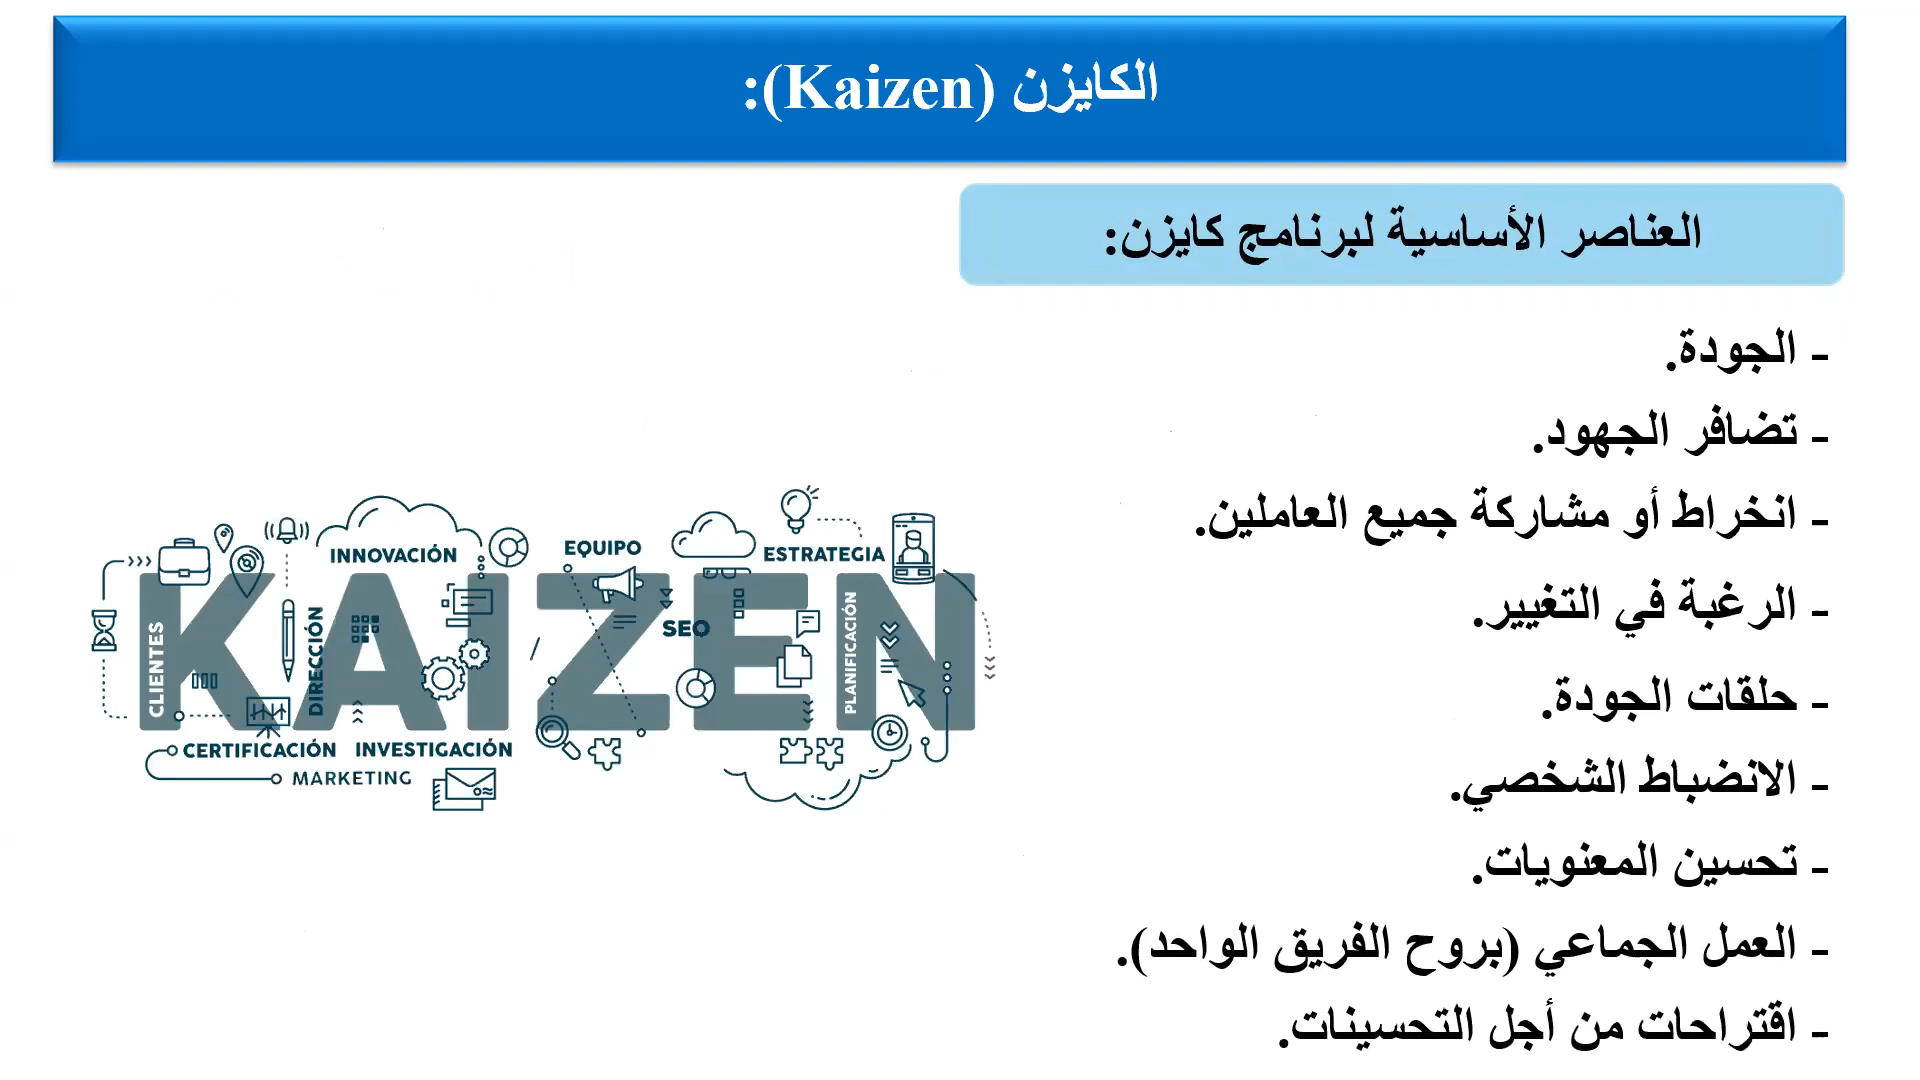 الكايزن (Kaizen):
العناصر الأساسية لبرنامج كايزن:
- الجودة.
- تضافر الجهود.
- انخراط أو مشاركة جميع العاملين.
- الرغبة في التغيير.
- حلقات الجودة.
- الانضباط الشخصي.
- تحسين المعنويات.
- العمل الجماعي (بروح الفريق الواحد).
- اقتراحات من أجل التحسينات.
INNOVACIÓN
EQUIPO
ESTRATEGIA
KAIZEN
CLIENTES
DIRECCIÓN
SEO
PLANIFICACIÓN
CERTIFICACIÓN INVESTIGACIÓN
MARKETING